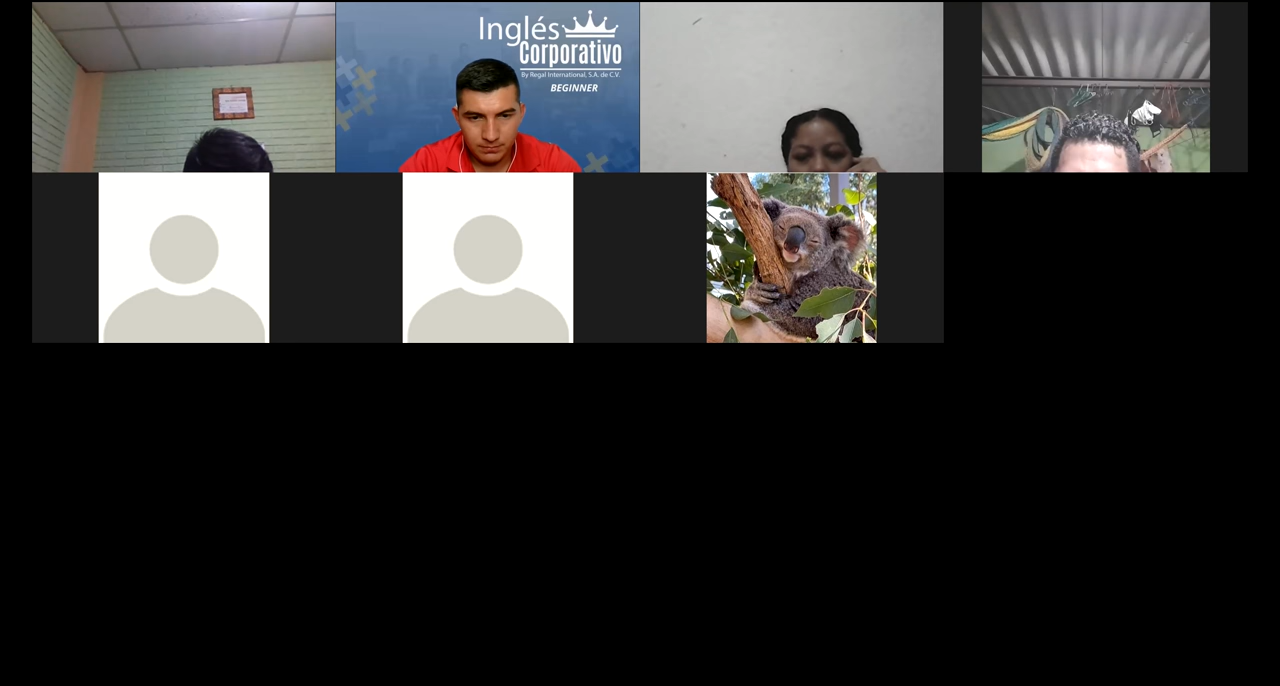 Inglés
Corporativo
By Regal International, S.A. de C.V.
BEGINNER